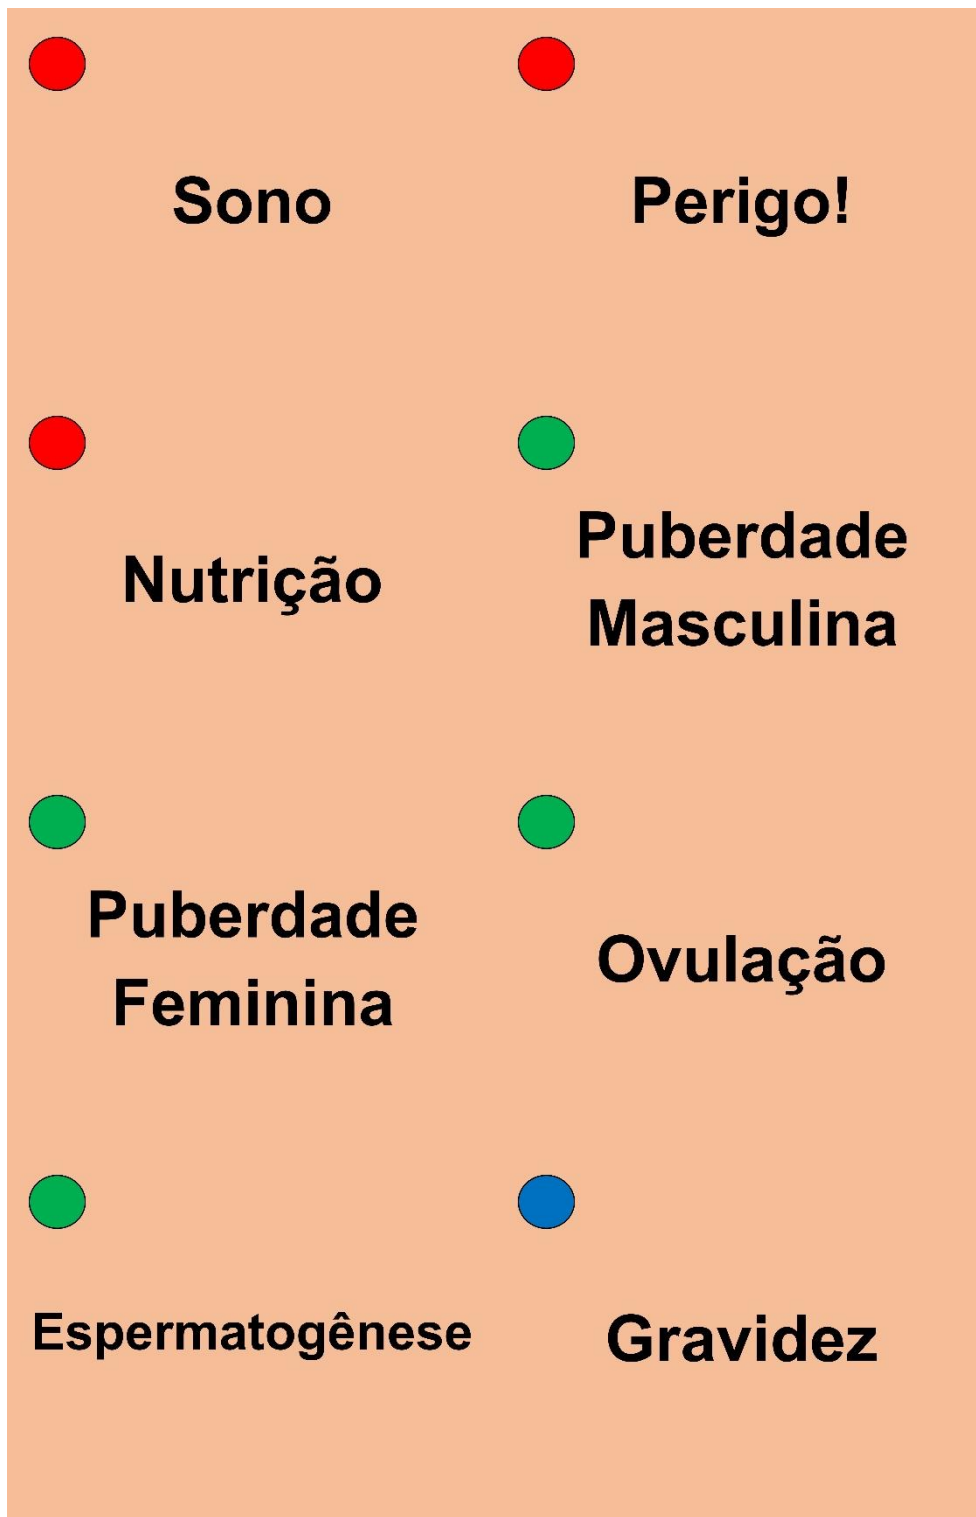 Sono
Perigo!
Nutrição
Puberdade
Masculina
Puberdade
Feminina
Ovulação
Espermatogênese
Gravidez